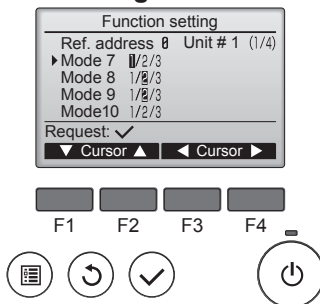 Function setting
Ref. address 0 Unit # 1 (1/4)
Mode 7 1/2/3
Mode 8 1/2/3
Mode 9 1/2/3
Mode10 1/2/3
Request: ✓
▼ Cursor ▲ ◀ Cursor ▶
F1 F2 F3 F4